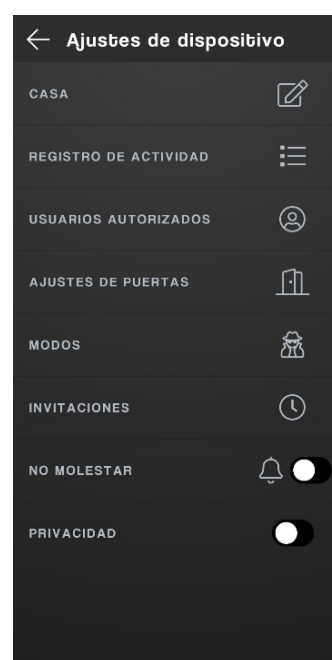 Ajustes de dispositivo
CASA
REGISTRO DE ACTIVIDAD
USUARIOS AUTORIZADOS
AJUSTES DE PUERTAS
MODOS
INVITACIONES
NO MOLESTAR
PRIVACIDAD